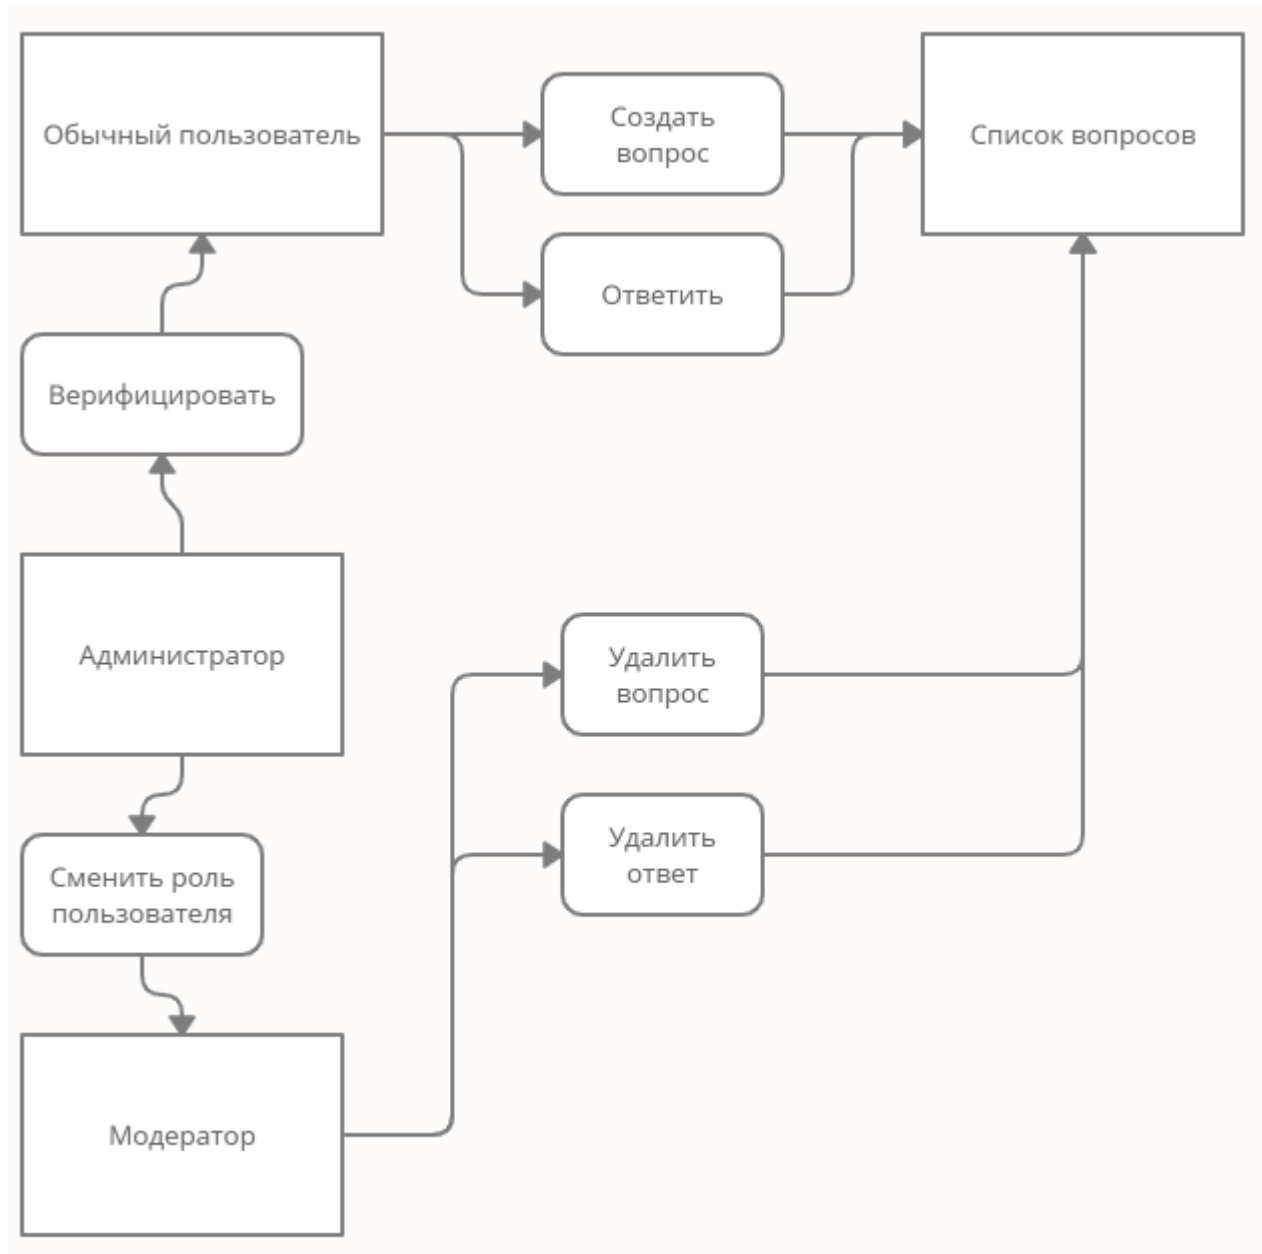 Обычный пользователь
Создать
вопрос
Список вопросов
Ответить
Верифицировать
Администратор
Удалить
вопрос
Удалить
ответ
Сменить роль
пользователя
Модератор